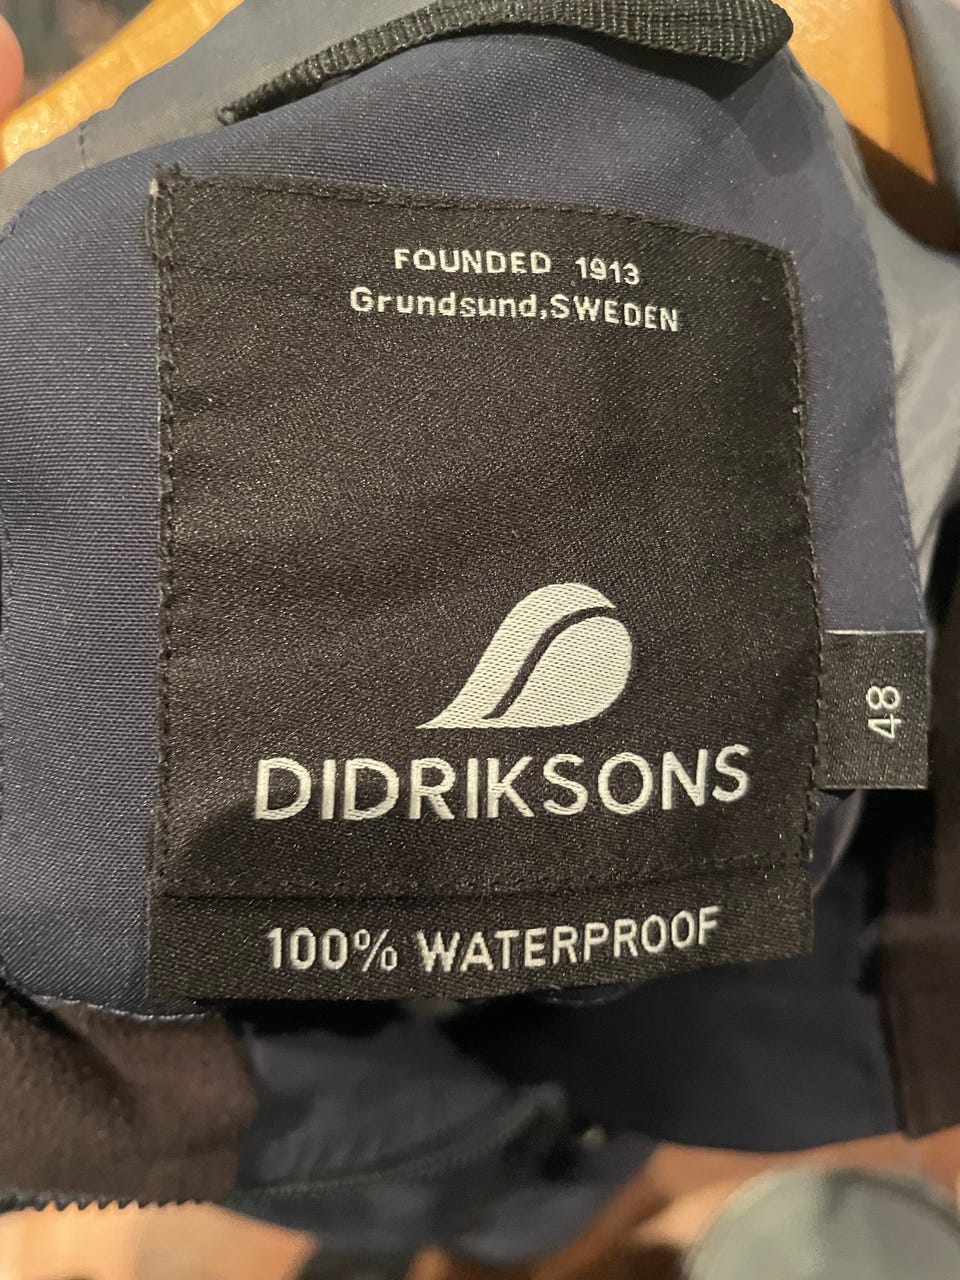 FOUNDED 1913
Grundsund,SWEDEN
DIDRIKSONS
48
100% WATERPROOF